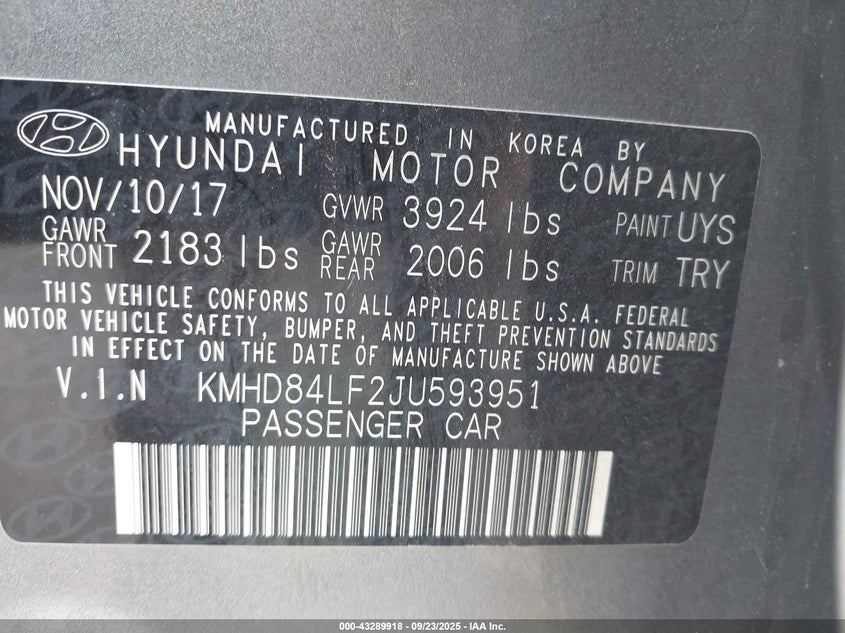 MANUFACTURED IN KOREA BY
HYUNDAI MOTOR COMPANY
NOV/10/17 GVWR 3924 lbs PAINT UYS
GAWR FRONT 2183 lbs GAWR REAR 2006 lbs TRIM TRY
THIS VEHICLE CONFORMS TO ALL APPLICABLE U.S.A. FEDERAL
MOTOR VEHICLE SAFETY, BUMPER, AND THEFT PREVENTION STANDARDS
IN EFFECT ON THE DATE OF MANUFACTURE SHOWN ABOVE
V.I.N KMHD84LF2JU593951
PASSENGER CAR
000-43289918 - 09/23/2025 - IAA Inc.